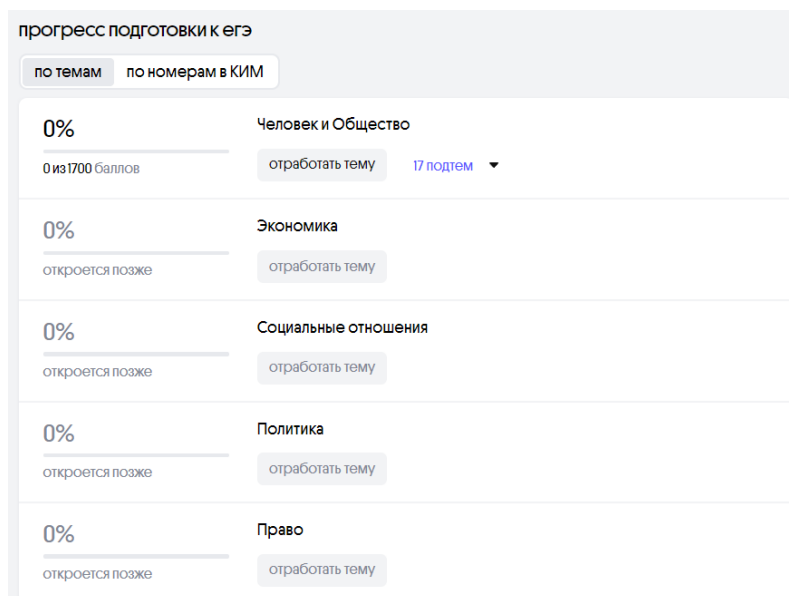 прогресс подготовки к егэ
по темам по номерам в КИМ
0% Человек и Общество
0 из 1700 баллов отработать тему 17 подтем
0% Экономика
откроется позже отработать тему
0% Социальные отношения
откроется позже отработать тему
0% Политика
откроется позже отработать тему
0% Право
откроется позже отработать тему